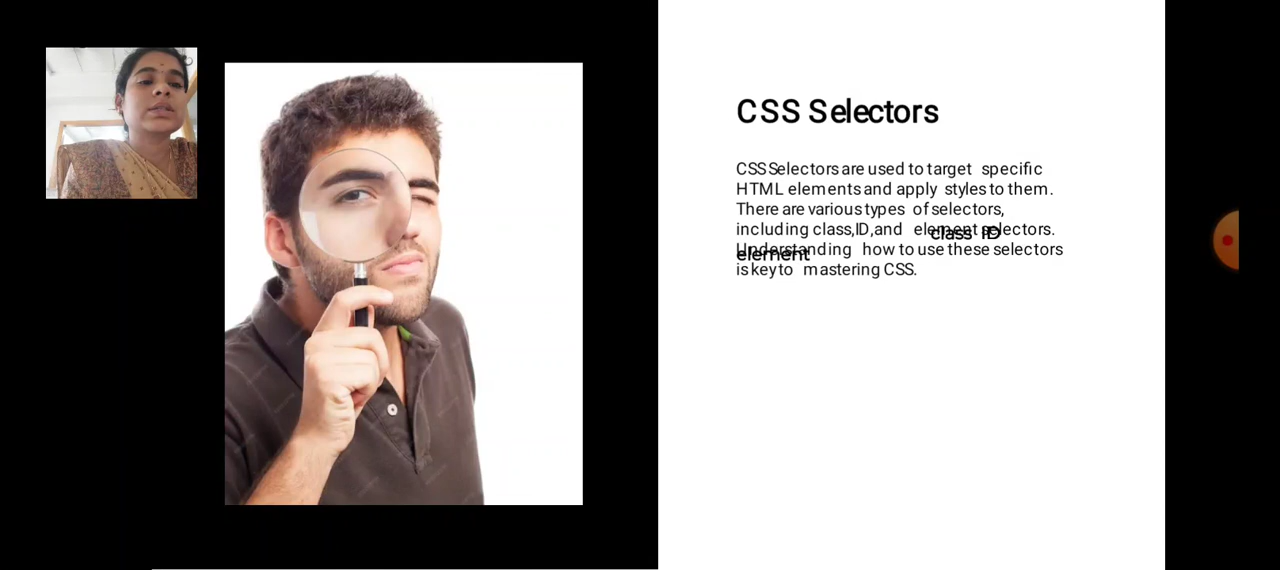 CSS Selectors
CSS Selectors are used to target specific
HTML elements and apply styles to them.
There are various types of selectors,
including class, ID, and element selectors.
class ID
Understanding how to use these selectors
element
is key to mastering CSS.